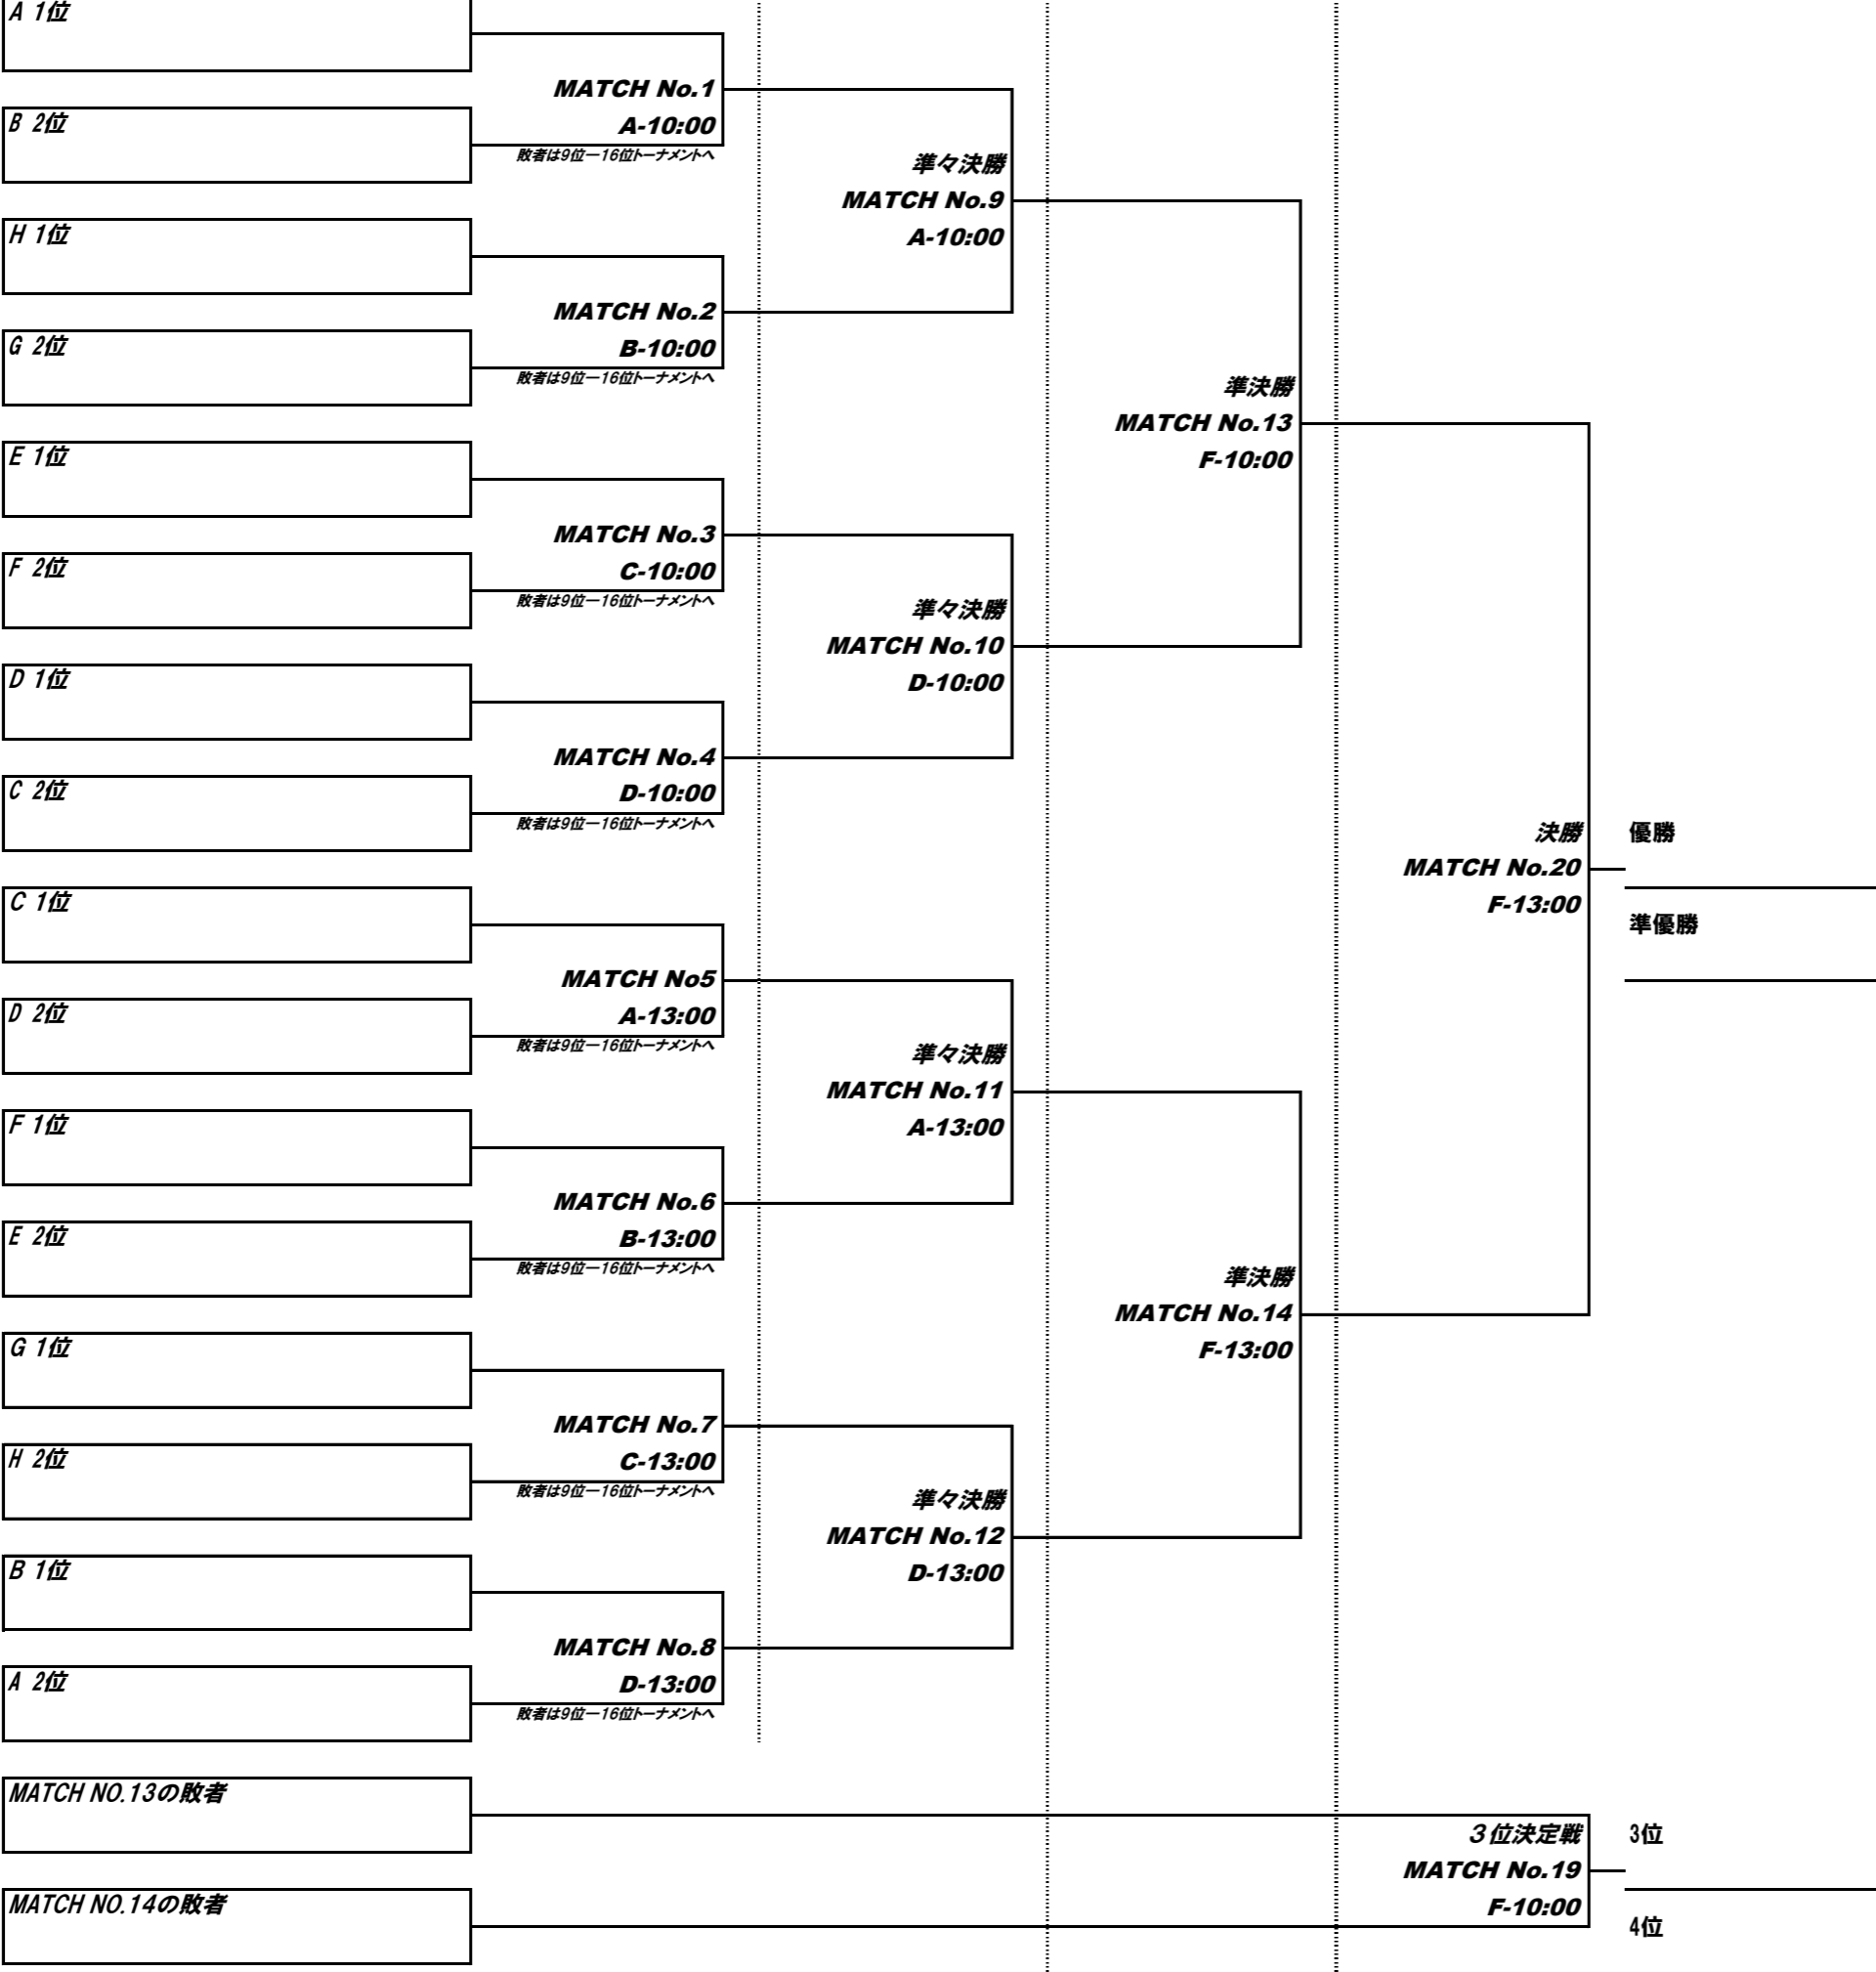 A 1位
MATCH No.1
B 2位
A-10:00
敗者は9位ー16位トーナメントへ
準々決勝
MATCH No.9
H 1位
A-10:00
MATCH No.2
G 2位
B-10:00
敗者は9位ー16位トーナメントへ
準決勝
MATCH No.13
E 1位
F-10:00
MATCH No.3
F 2位
C-10:00
敗者は9位ー16位トーナメントへ
準々決勝
MATCH No.10
D 1位
D-10:00
MATCH No.4
C 2位
D-10:00
敗者は9位ー16位トーナメントへ
決勝
優勝
MATCH No.20
C 1位
F-13:00
準優勝
MATCH No5
D 2位
A-13:00
敗者は9位ー16位トーナメントへ
準々決勝
MATCH No.11
F 1位
A-13:00
MATCH No.6
E 2位
B-13:00
敗者は9位ー16位トーナメントへ
準決勝
MATCH No.14
G 1位
F-13:00
MATCH No.7
H 2位
C-13:00
敗者は9位ー16位トーナメントへ
準々決勝
MATCH No.12
B 1位
D-13:00
MATCH No.8
A 2位
D-13:00
敗者は9位ー16位トーナメントへ
MATCH NO.13の敗者
３位決定戦
3位
MATCH No.19
MATCH NO.14の敗者
F-10:00
4位